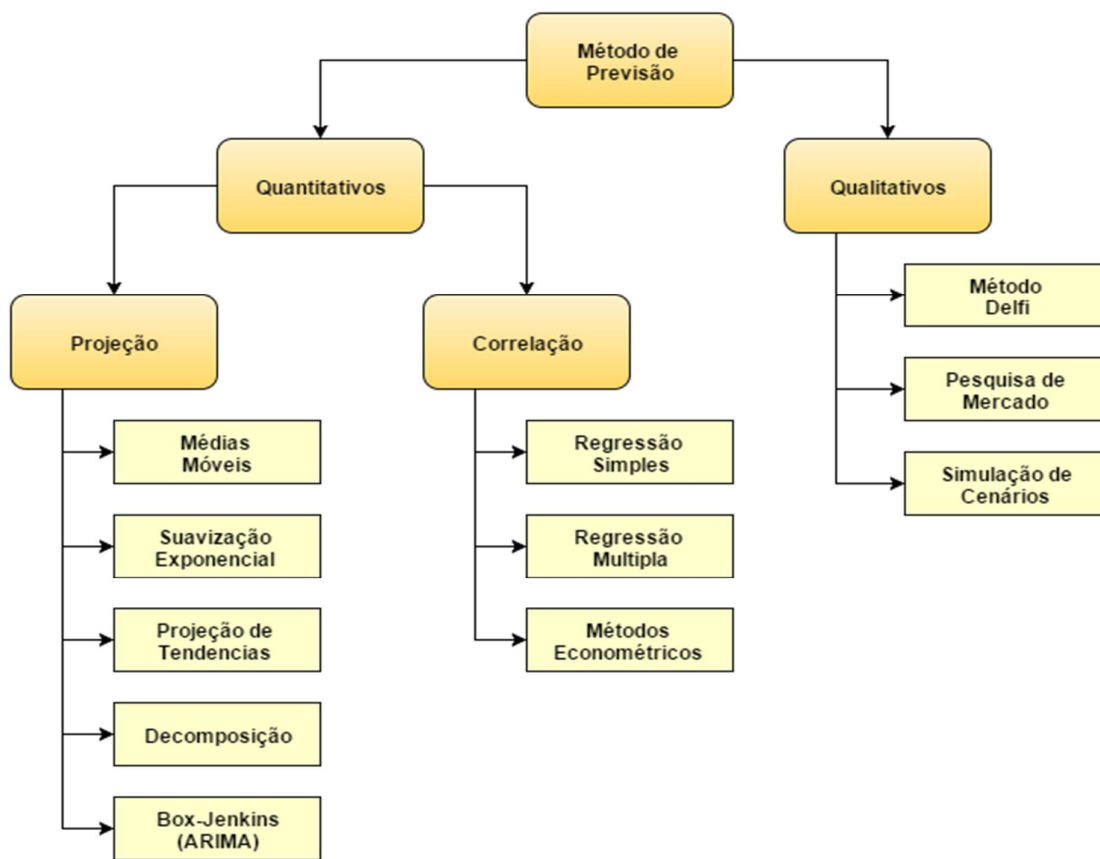 Método de
Previsão
Quantitativos
Qualitativos
Projeção
Correlação
Médias
Móveis
Suavização
Exponencial
Projeção de
Tendencias
Decomposição
Box-Jenkins
(ARIMA)
Regressão
Simples
Regressão
Multipla
Métodos
Econométricos
Método
Delfi
Pesquisa de
Mercado
Simulação de
Cenários